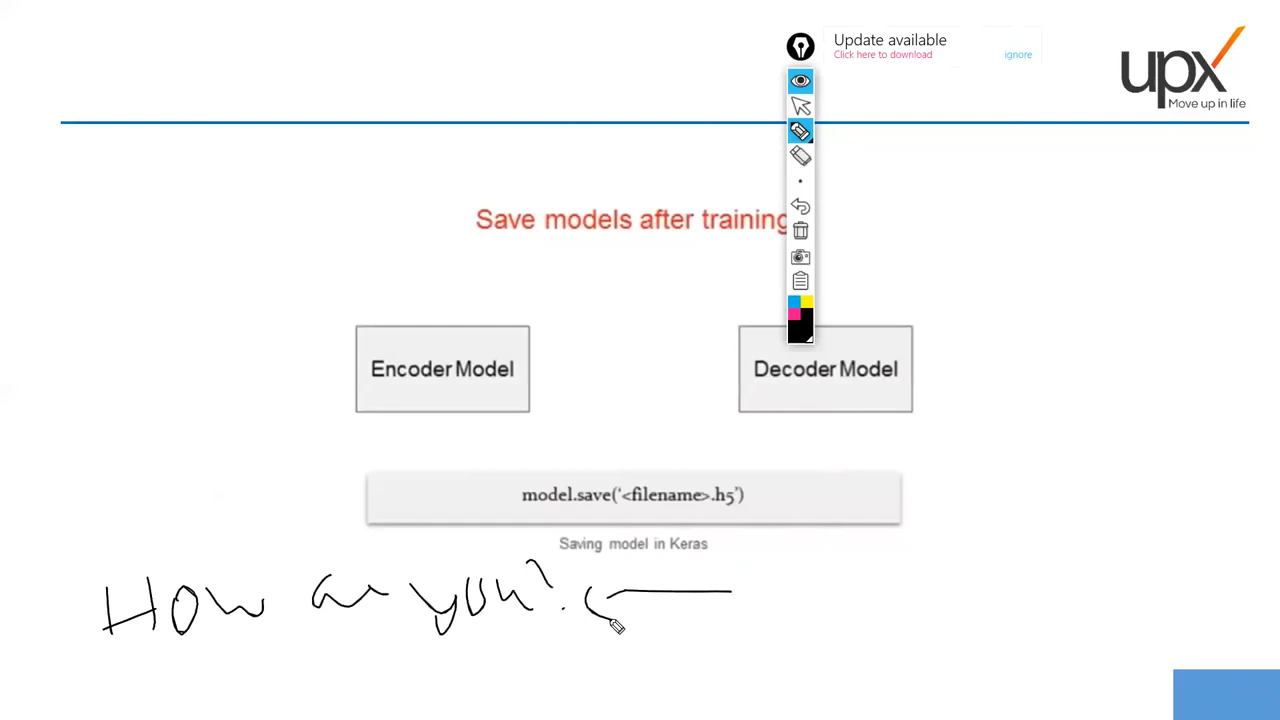 Update available
Click here to download ignore
upx
Move up in life
Save models after training
Encoder Model Decoder Model
model.save('<filename>.h5')
Saving model in Keras
How are you?